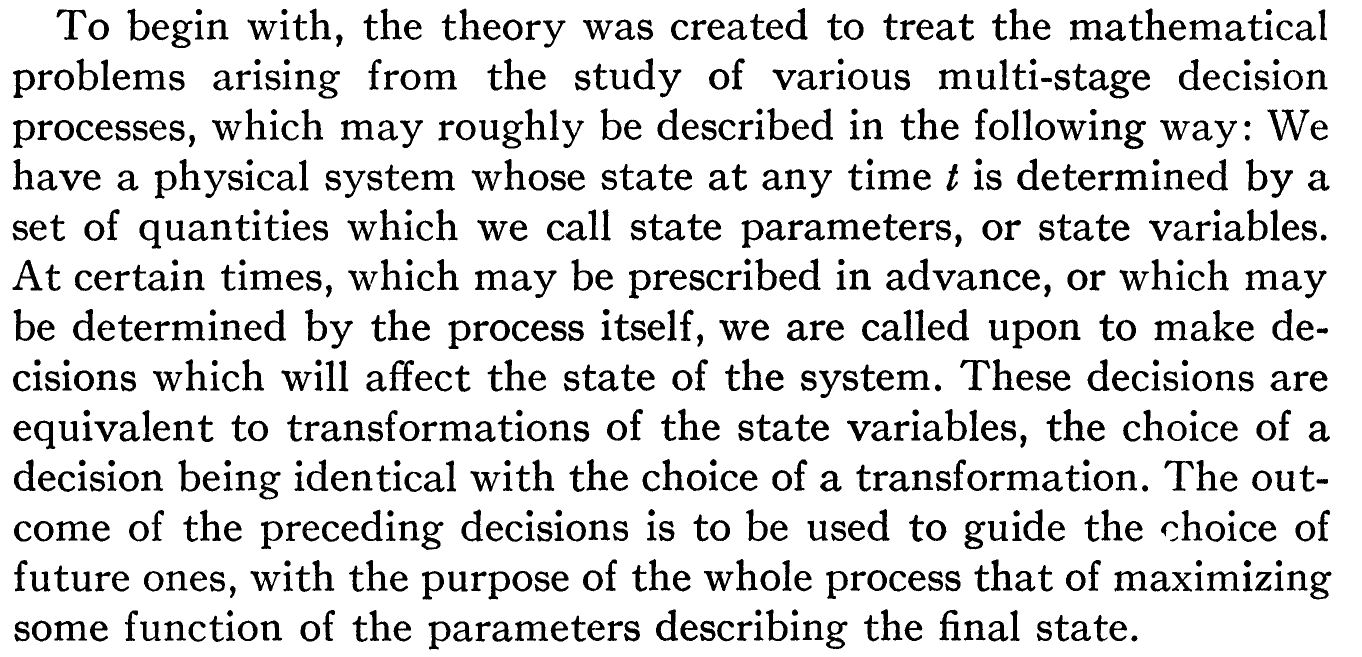 To begin with, the theory was created to treat the mathematical
problems arising from the study of various multi-stage decision
processes, which may roughly be described in the following way: We
have a physical system whose state at any time t is determined by a
set of quantities which we call state parameters, or state variables.
At certain times, which may be prescribed in advance, or which may
be determined by the process itself, we are called upon to make de-
cisions which will affect the state of the system. These decisions are
equivalent to transformations of the state variables, the choice of a
decision being identical with the choice of a transformation. The out-
come of the preceding decisions is to be used to guide the choice of
future ones, with the purpose of the whole process that of maximizing
some function of the parameters describing the final state.